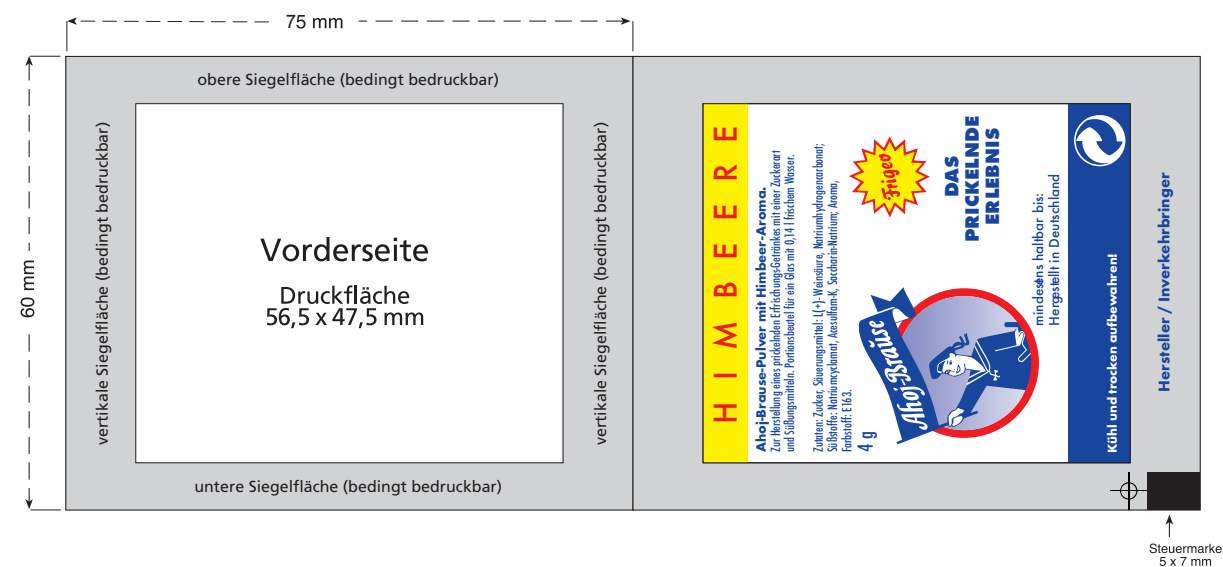 75 mm
60 mm
obere Siegelfläche (bedingt bedruckbar)
vertikale Siegelfläche (bedingt bedruckbar)
Vorderseite
Druckfläche
56,5 x 47,5 mm
vertikale Siegelfläche (bedingt bedruckbar)
untere Siegelfläche (bedingt bedruckbar)
HIMBEERE
Ahoj-Brause-Pulver mit Himbeer-Aroma.
Zur Herstellung eines prickelnden Erfrischungs-Getränkes mit einer Zuckerart
und Süßungsmitteln. Portionsbeutel für ein Glas mit 0,14 l frischem Wasser.
Zutaten: Zucker, Säuerungsmittel: L(+)-Weinsäure, Natriumhydrogencarbonat;
Süßstoffe: Natriumcyclamat, Acesulfam-K, Saccharin-Natrium; Aroma,
Farbstoff: E163.
4 g
Ahoj-Brause
Frigeo
DAS
PRICKELNDE
ERLEBNIS
mindestens haltbar bis:
Hergestellt in Deutschland
Kühl und trocken aufbewahren!
Hersteller / Inverkehrbringer
Steuermarke
5 x 7 mm